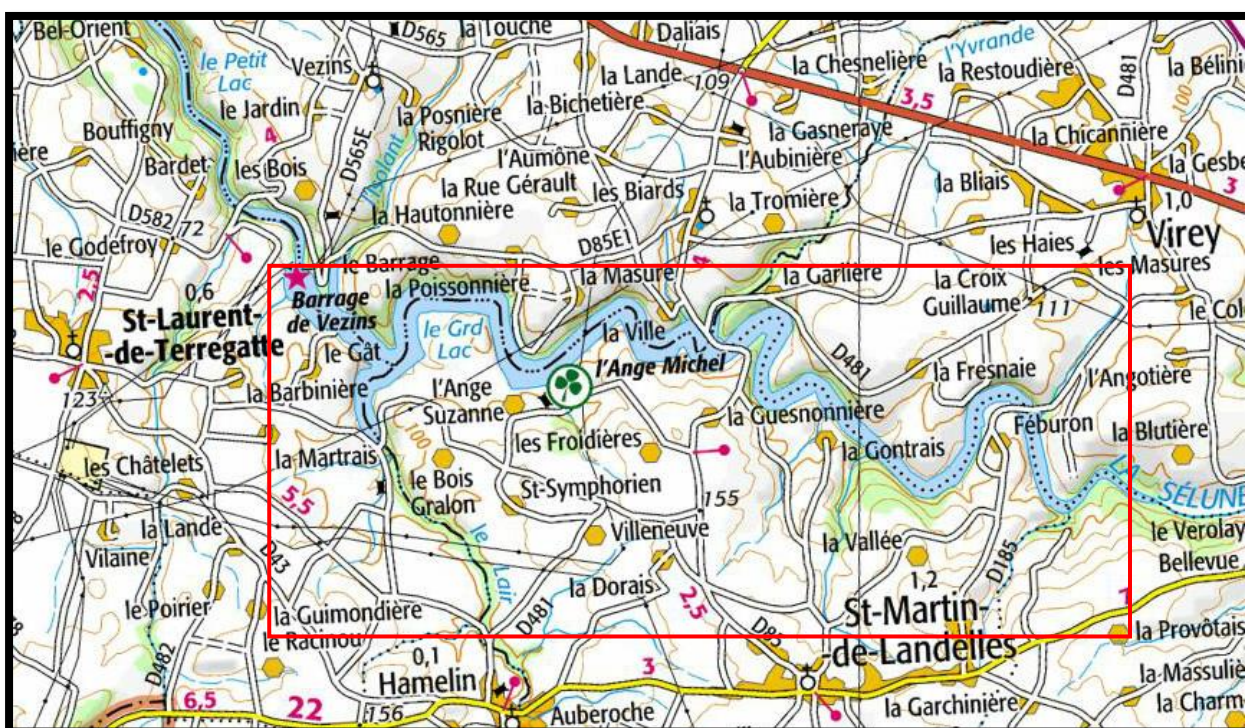 Bel-Orient
D565
la Touche
Daliais
l'Yvrande
D481
le Petit
Lac
Vezins
la Lande
109
la Chesnelière
la Restoudière
la Bélini
100
le Jardin
4
la Posnière
Rigolot
la Bichetière
3,5
la Chicannière
Bouffigny
la Gasneraye
ière
Bardet
les Bois
D565E
l'Aumône
l'Aubinière
la Gesbe
la Rue Gérault
les Biards
la Bliais
3
D582
72
la Hautonnière
la Tromière
1,0
le Godefroy
D85E1
4
les Haies
Virey
2,5
le Barrage
la Masure
la Garlière
la Croix
Guillaume
111
les Masures
0,6
Barrage
de Vezins
la Poissonnière
St-Laurent-
-de-Terregatte
le Grd
Lac
la Ville
le Col
le Gât
D481
la Fresnaie
l'Ange Michel
la Barbinière
l'Ange
Suzanne
l'Angotière
123
la Guesnonnière
Féburon
100
les Froidières
la Blutière
les Châtelets
la Martrais
la Gontrais
LA
SÉLUNE
le Bois
Gralon
St-Symphorien
155
5,5
la Lande
Villeneuve
le Verolay
Vilaine
la Vallée
Bellevue
D43
le Lair
la Dorais
D185
1,2
le Poirier
2,5
la Guimondière
D481
St-Martin-
-de-Landelles
7
le Racinou
D85
la Provôtais
D482
0,1
Hamelin
3
la Massuliè
6,5
22
156
Auberoche
la Garchinière
la Charm